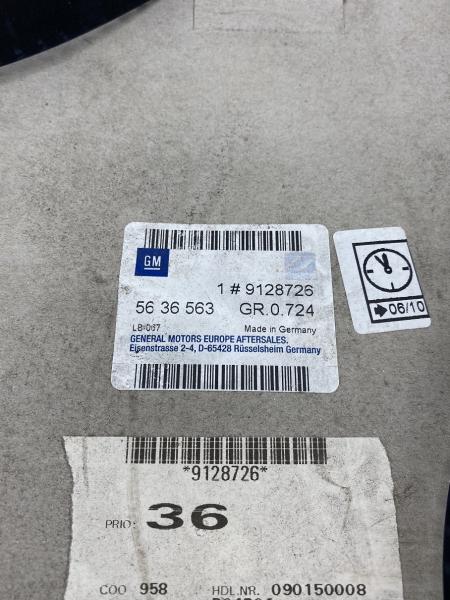 GM
1 # 9128726
56 36 563 GR.0.724
LB 067 Made in Germany
GENERAL MOTORS EUROPE AFTERSALES.
Eisenstrasse 2-4, D-65428 Rüsselsheim Germany
06/10
*9128726*
PRIO: 36
COO 958 HDL.NR. 090150008